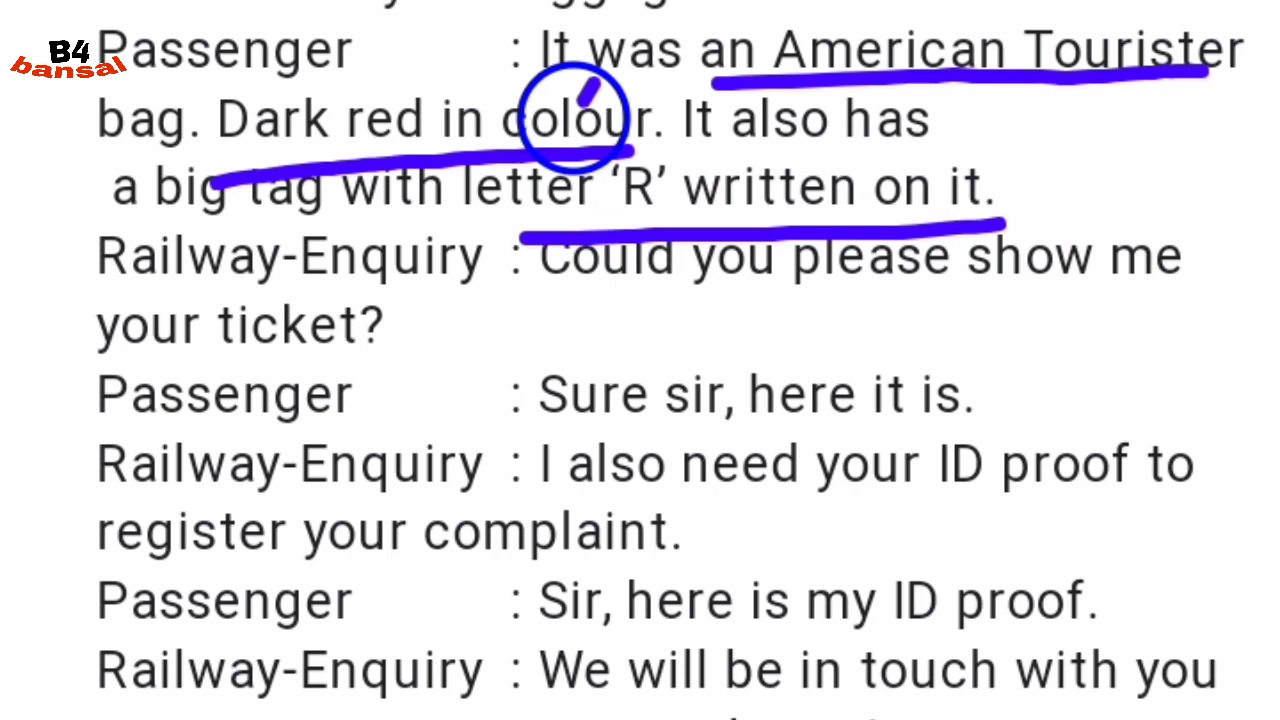 B4
bansal
Passenger : It was an American Tourister
bag. Dark red in colour. It also has
a big tag with letter ‘R’ written on it.
Railway-Enquiry : Could you please show me
your ticket?
Passenger : Sure sir, here it is.
Railway-Enquiry : I also need your ID proof to
register your complaint.
Passenger : Sir, here is my ID proof.
Railway-Enquiry : We will be in touch with you